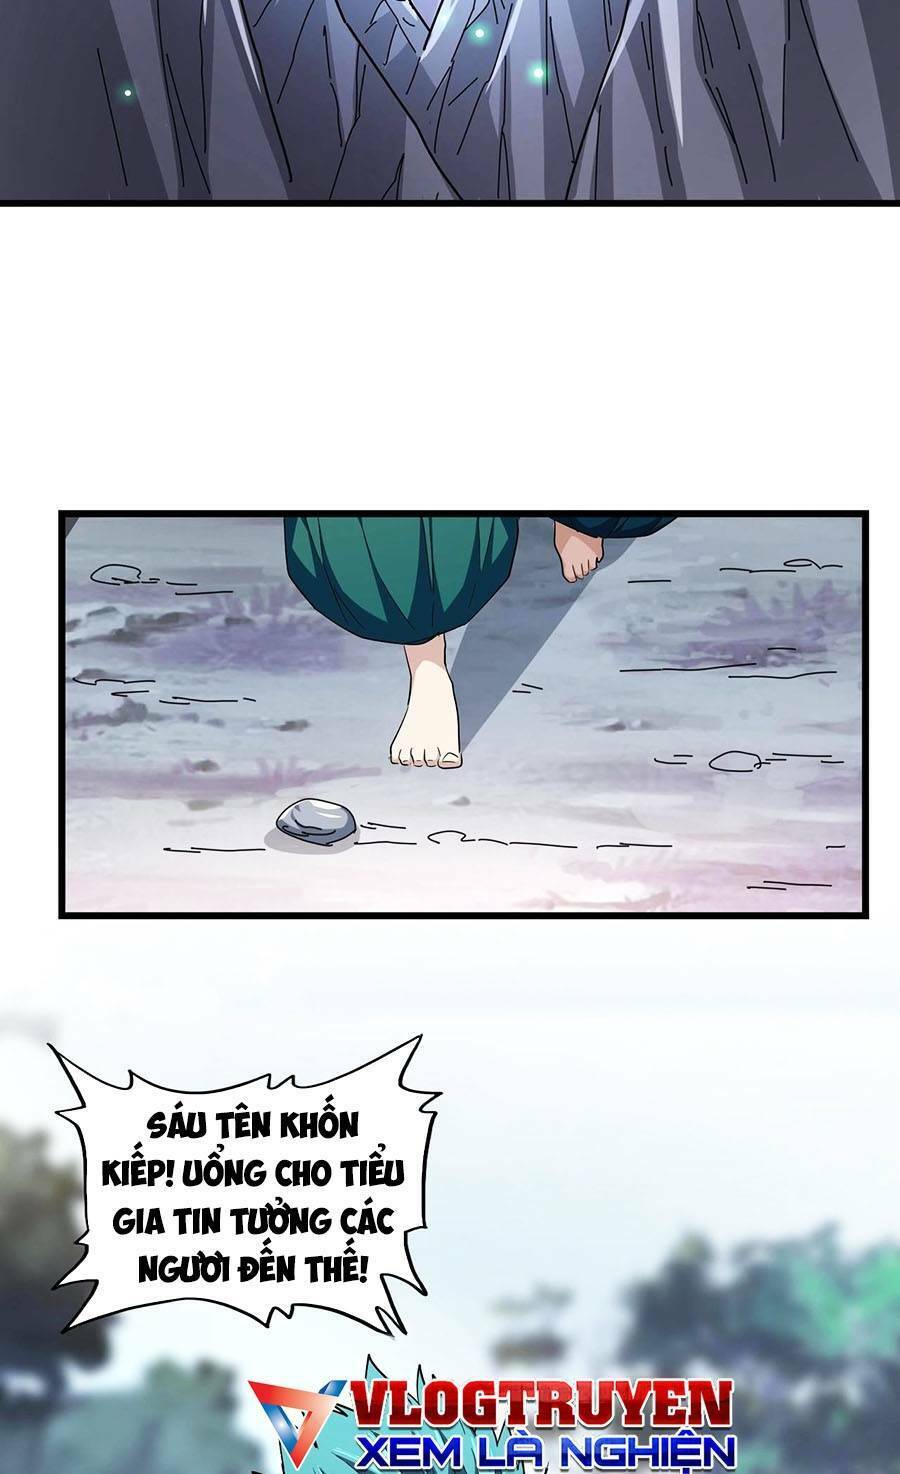 SÁU TÊN KHỐN
KIẾP! UỔNG CHO TIỂU
GIA TIN TƯỞNG CÁC
NGƯƠI ĐẾN THẾ!
VLOGTRUYEN
XEM LÀ NGHIỆN